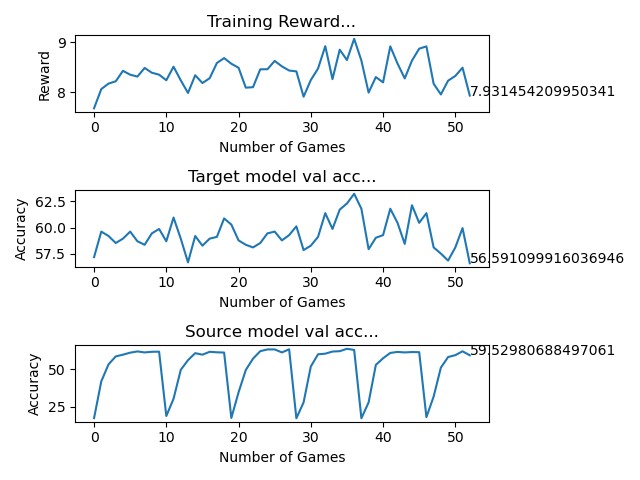 Training Reward...
Reward
9
8
7.931454209950341
0 10 20 30 40 50
Number of Games
Target model val acc...
Accuracy
62.5
60.0
57.5
56.591099916036946
0 10 20 30 40 50
Number of Games
Source model val acc...
Accuracy
50
25
59.52980688497061
0 10 20 30 40 50
Number of Games